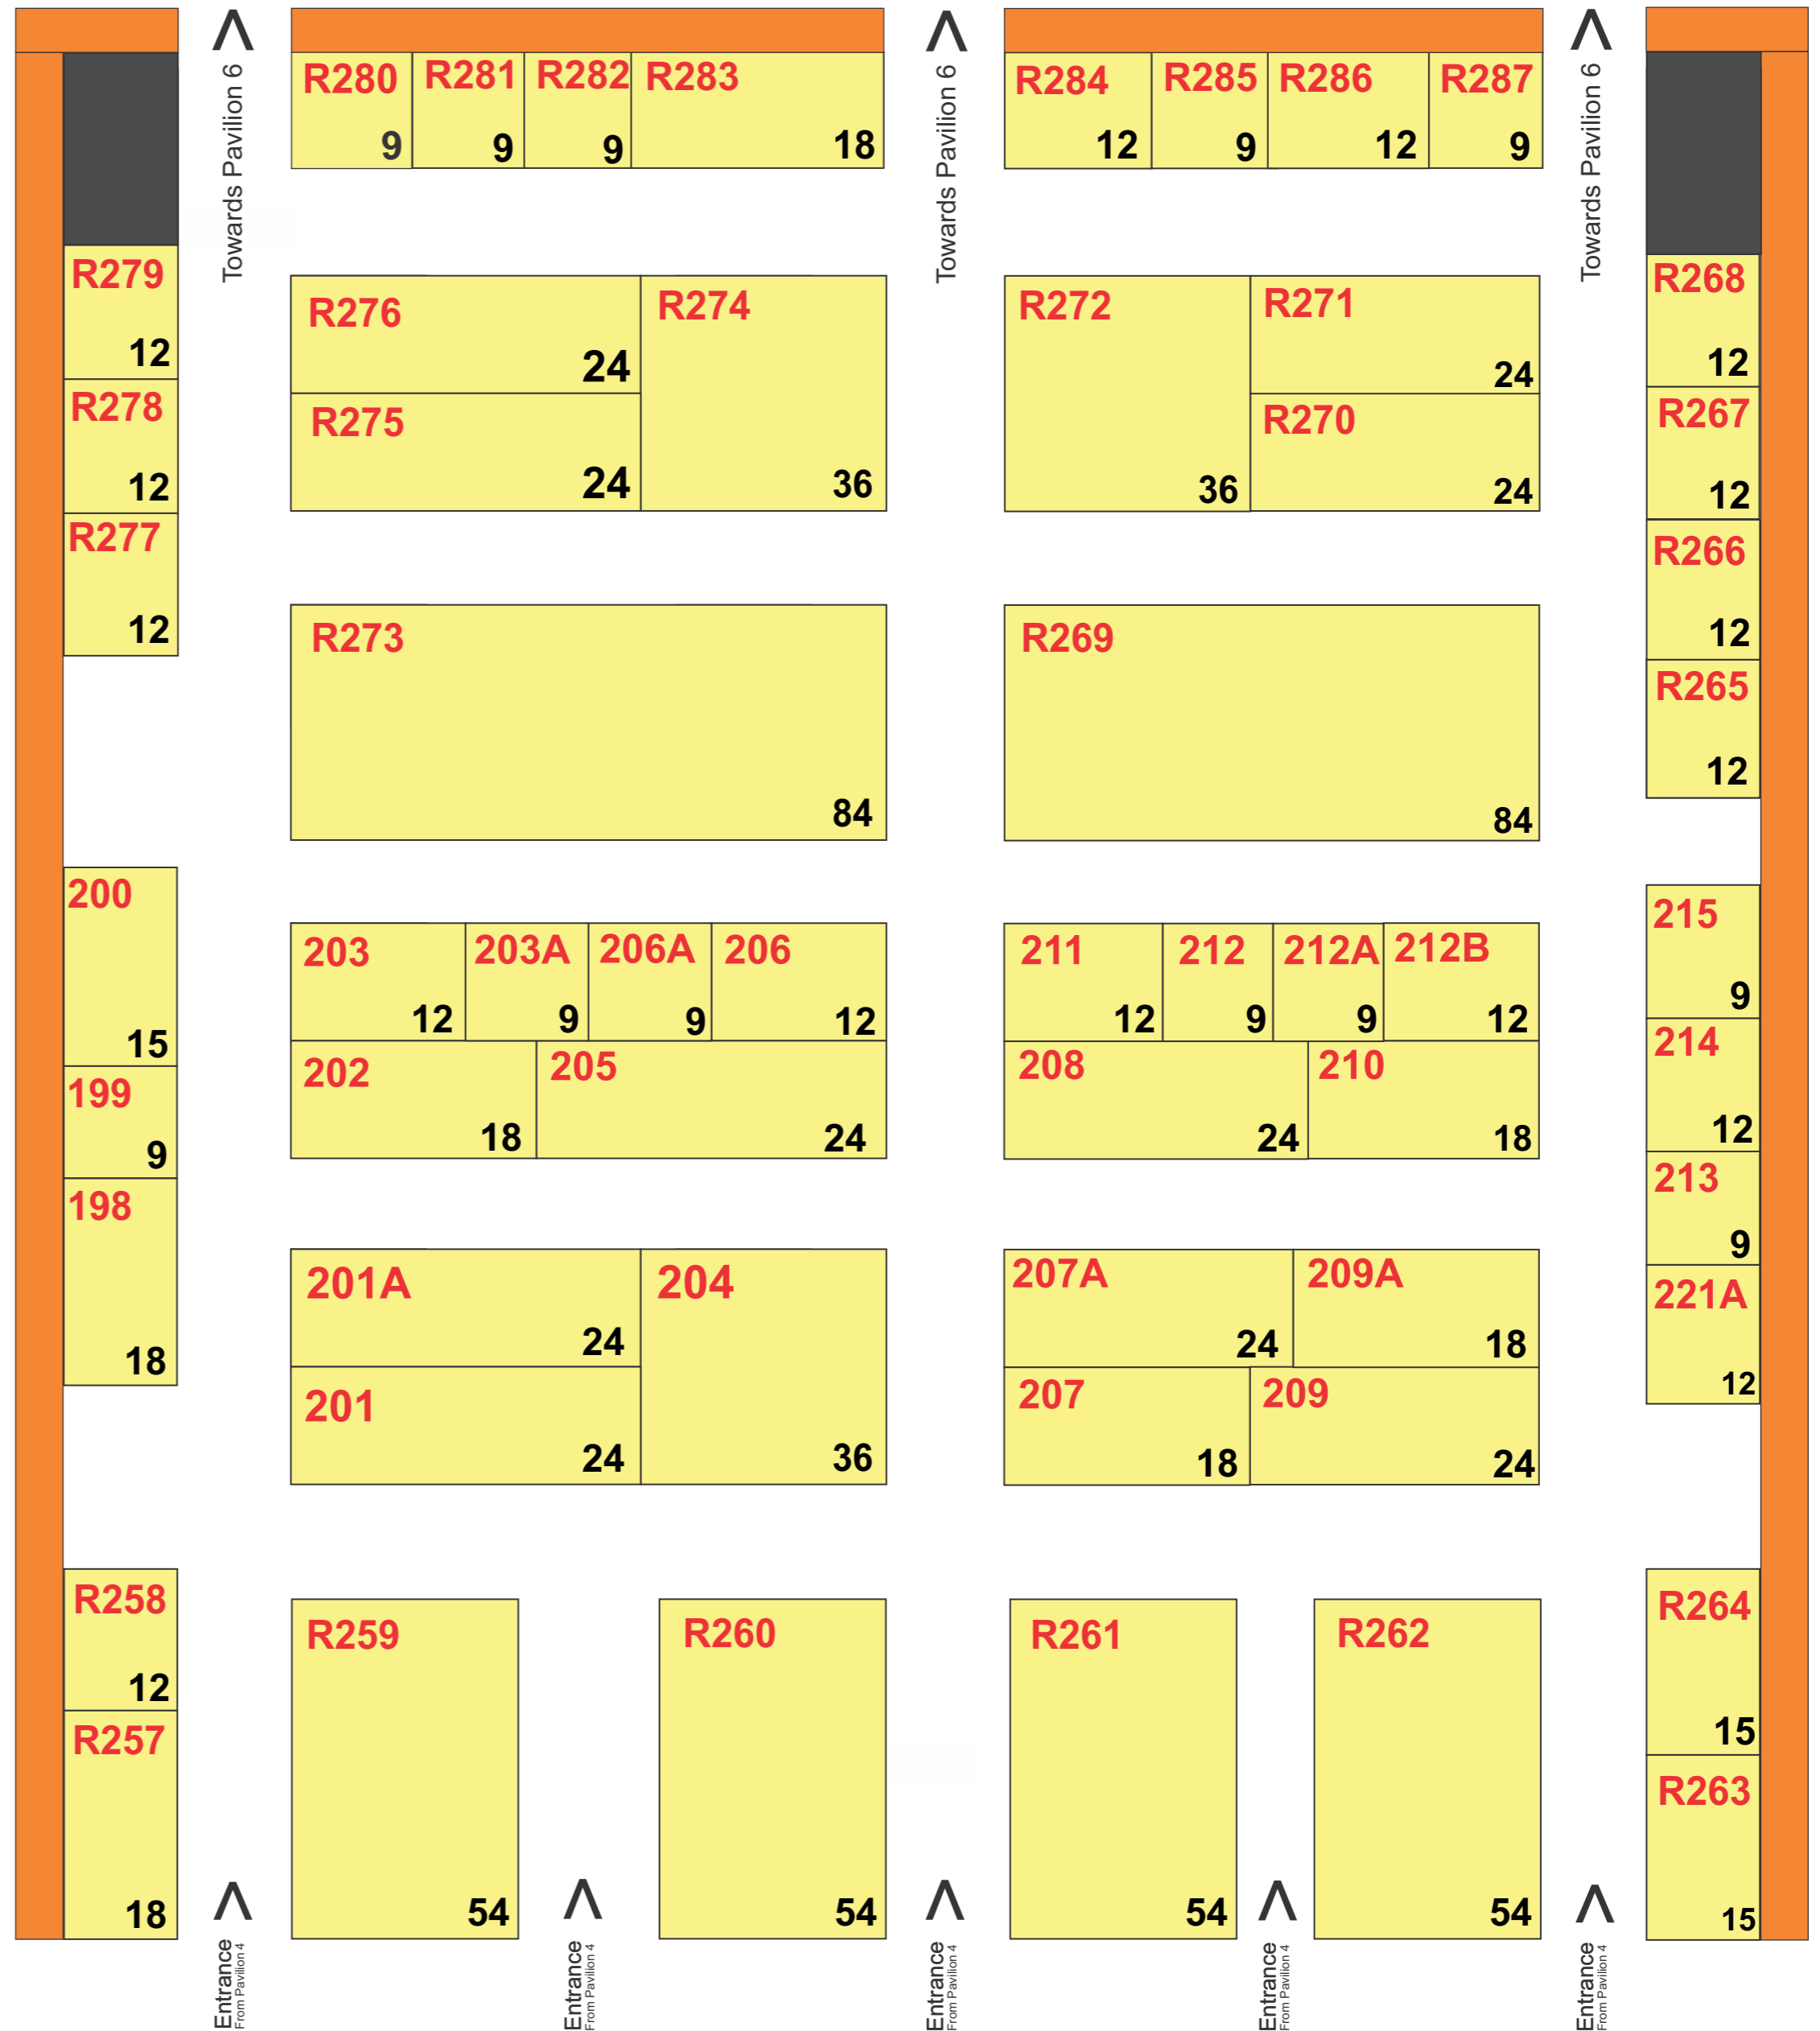 Towards Pavilion 6
Towards Pavilion 6
Towards Pavilion 6
R280
9
R281
9
R282
9
R283
18
R284
12
R285
9
R286
12
R287
9
R279
12
R278
12
R277
12
R276
24
R275
24
R274
36
R272
36
R271
24
R270
24
R268
12
R267
12
R266
12
R265
12
R273
84
R269
84
200
15
199
9
198
18
203
12
203A
9
206A
9
206
12
202
18
205
24
211
12
212
9
212A
9
212B
12
208
24
210
18
215
9
214
12
213
9
221A
12
201A
24
201
24
204
36
207A
24
209A
18
207
18
209
24
R258
12
R257
18
R259
54
R260
54
R261
54
R262
54
R264
15
R263
15
Entrance
From Pavilion 4
Entrance
From Pavilion 4
Entrance
From Pavilion 4
Entrance
From Pavilion 4
Entrance
From Pavilion 4